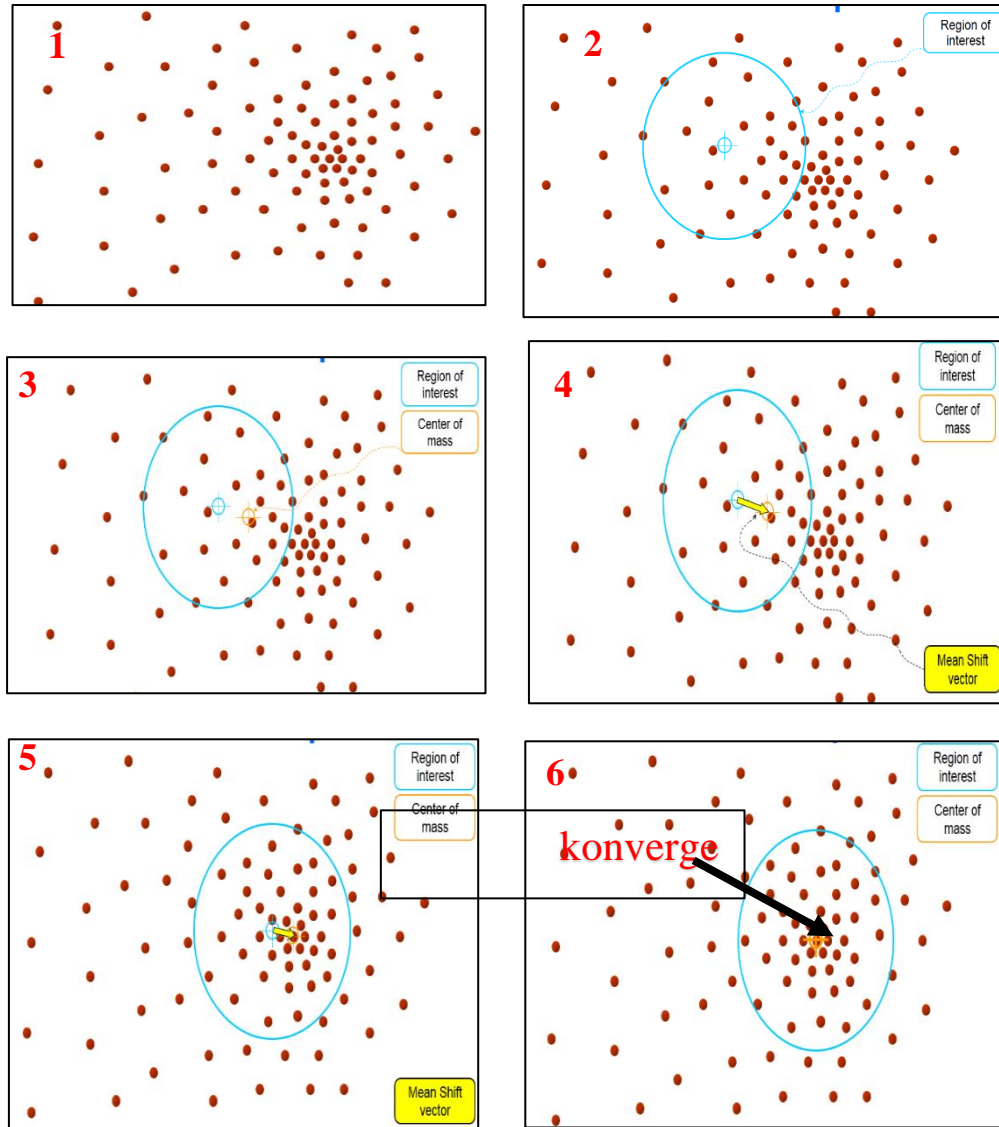 1
2
Region of
interest
3
Region of
interest
Center of
mass
4
Region of
interest
Center of
mass
Mean Shift
vector
5
Region of
interest
Center of
mass
Mean Shift
vector
6
Region of
interest
Center of
mass
konverge